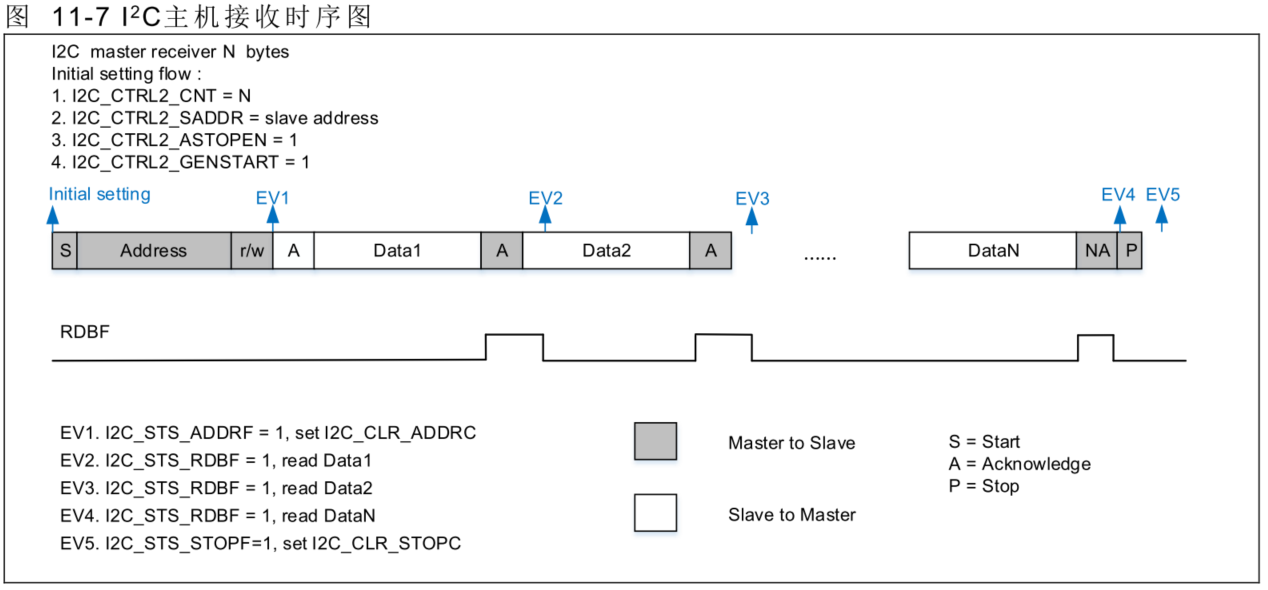 图 11-7 I²C主机接收时序图
I2C master receiver N bytes
Initial setting flow :
1. I2C_CTRL2_CNT = N
2. I2C_CTRL2_SADDR = slave address
3. I2C_CTRL2_ASTOPEN = 1
4. I2C_CTRL2_GENSTART = 1
Initial setting EV1 EV2 EV3 EV4 EV5
S Address r/w A Data1 A Data2 A ...... DataN NA P
RDBF
EV1. I2C_STS_ADDRF = 1, set I2C_CLR_ADDRC
EV2. I2C_STS_RDBF = 1, read Data1
EV3. I2C_STS_RDBF = 1, read Data2
EV4. I2C_STS_RDBF = 1, read DataN
EV5. I2C_STS_STOPF=1, set I2C_CLR_STOPC
Master to Slave
Slave to Master
S = Start
A = Acknowledge
P = Stop